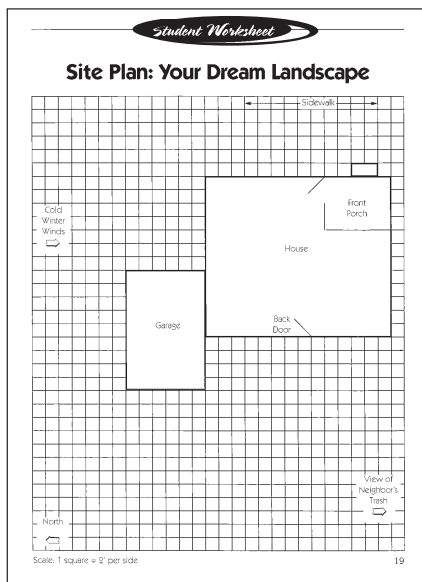 Student Worksheet
Site Plan: Your Dream Landscape
Sidewalk
Front
Porch
Cold
Winter
Winds
House
Garage
Back
Door
View of
Neighbor's
Trash
North
Scale: 1 square = 2' per side
19